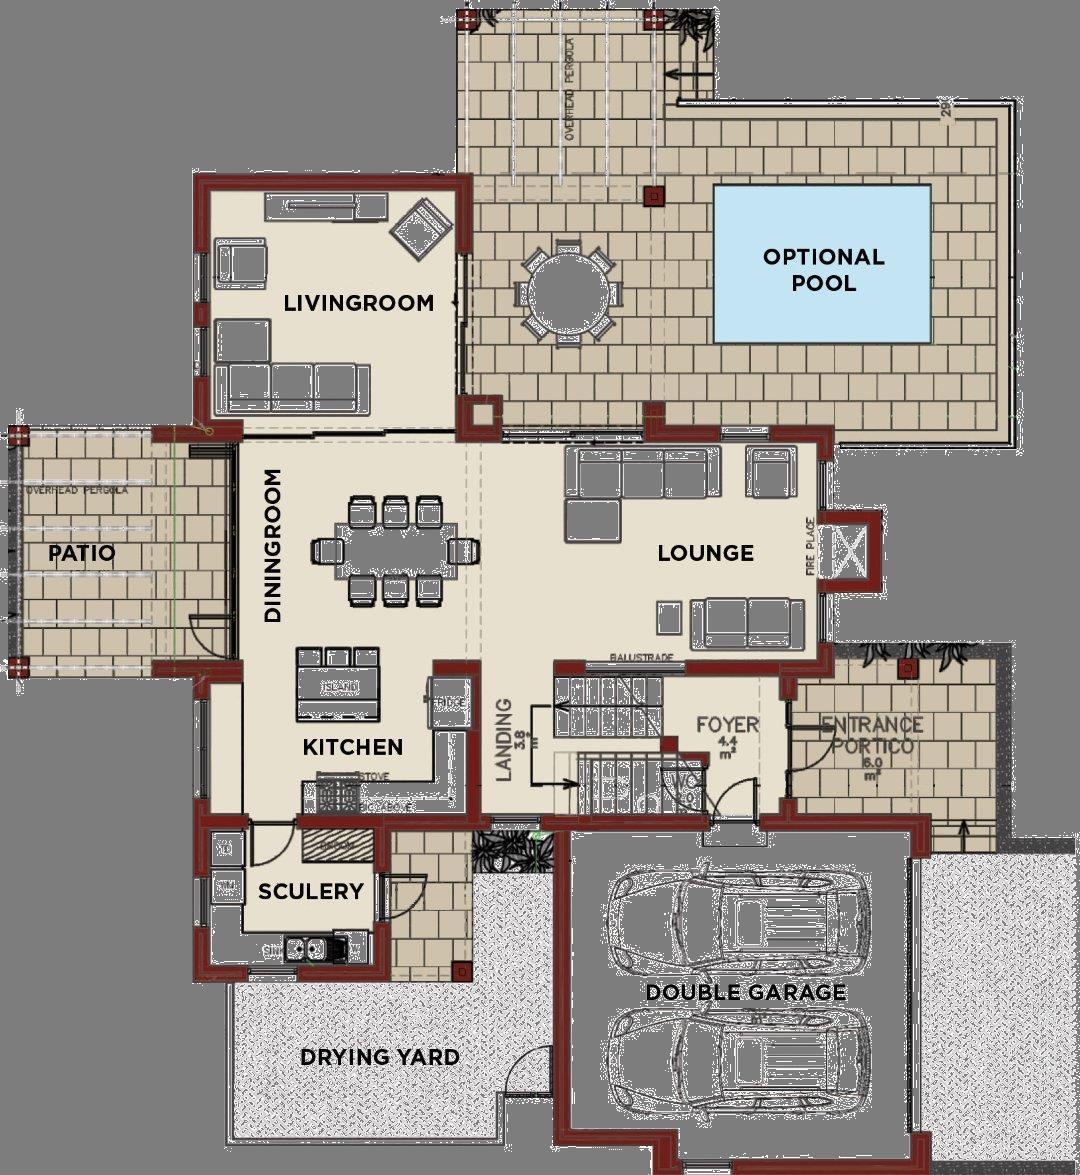 OVERHEAD PERGOLA
29
OPTIONAL
POOL
LIVINGROOM
OVERHEAD PERGOLA
PATIO
DININGROOM
LOUNGE
FIRE PLACE
BALUSTRADE
ISLAND
FRIDGE
KITCHEN
STOVE
LANDING
3.8
m²
FOYER
4.4
m²
ENTRANCE
PORTICO
6.0
m²
SCULERY
DOUBLE GARAGE
DRYING YARD